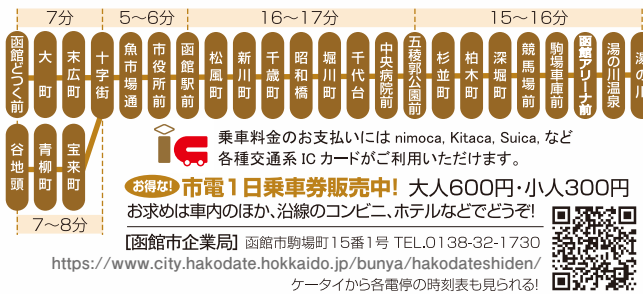 7分 5～6分 16～17分 15～16分
函館どつく前
大町
末広町
十字街
魚市場通
市役所前
函館駅前
松風町
新川町
千歳町
昭和橋
堀川町
千代台
中央病院前
五稜郭公園前
杉並町
柏木町
深堀町
競馬場前
駒場車庫前
函館アリーナ前
湯の川温泉
湯の川
谷地頭
青柳町
宝来町
7～8分
ic
乗車料金のお支払いには nimoca, Kitaca, Suica, など
各種交通系 IC カードがご利用いただけます。
お得な! 市電1日乗車券販売中! 大人600円・小人300円
お求めは車内のほか、沿線のコンビニ、ホテルなどでどうぞ!
[函館市企業局] 函館市駒場町15番1号 TEL.0138-32-1730
https://www.city.hakodate.hokkaido.jp/bunya/hakodateshiden/
ケータイから各電停の時刻表も見られる!